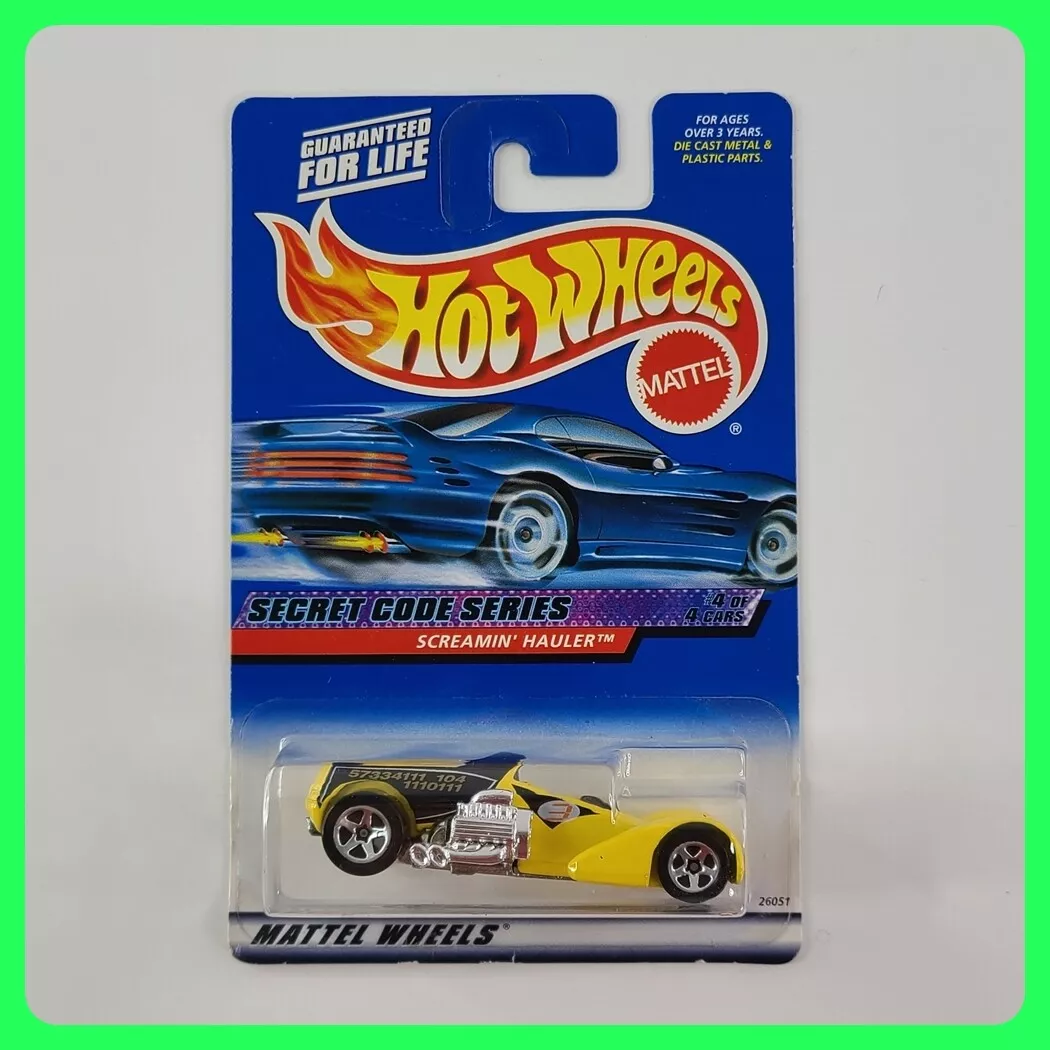 GUARANTEED
FOR LIFE
FOR AGES
OVER 3 YEARS.
DIE CAST METAL &
PLASTIC PARTS.
HOT WHEELS
MATTEL
®
SECRET CODE SERIES
#4 OF
4 CARS
SCREAMIN' HAULER™
57334111 104
1110111
26051
MATTEL WHEELS®